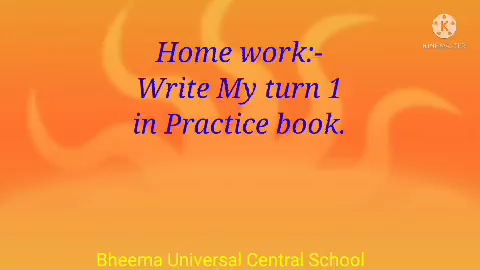 Home work:-
Write My turn 1
in Practice book.
Bheema Universal Central School